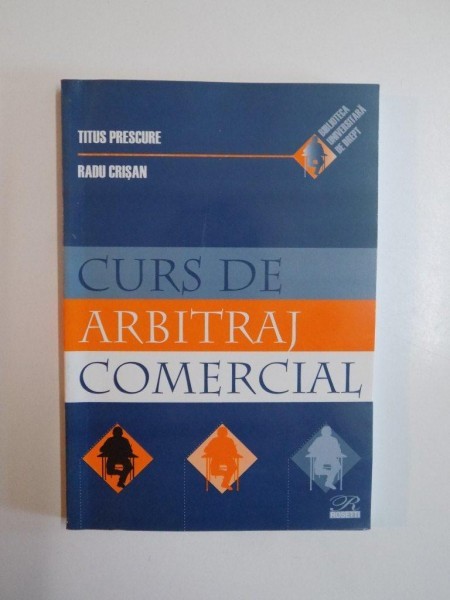 TITUS PRESCURE
RADU CRIȘAN
BIBLIOTECA
UNIVERSITARĂ
DE DREPT
CURS DE
ARBITRAJ
COMERCIAL
R
ROSETTI